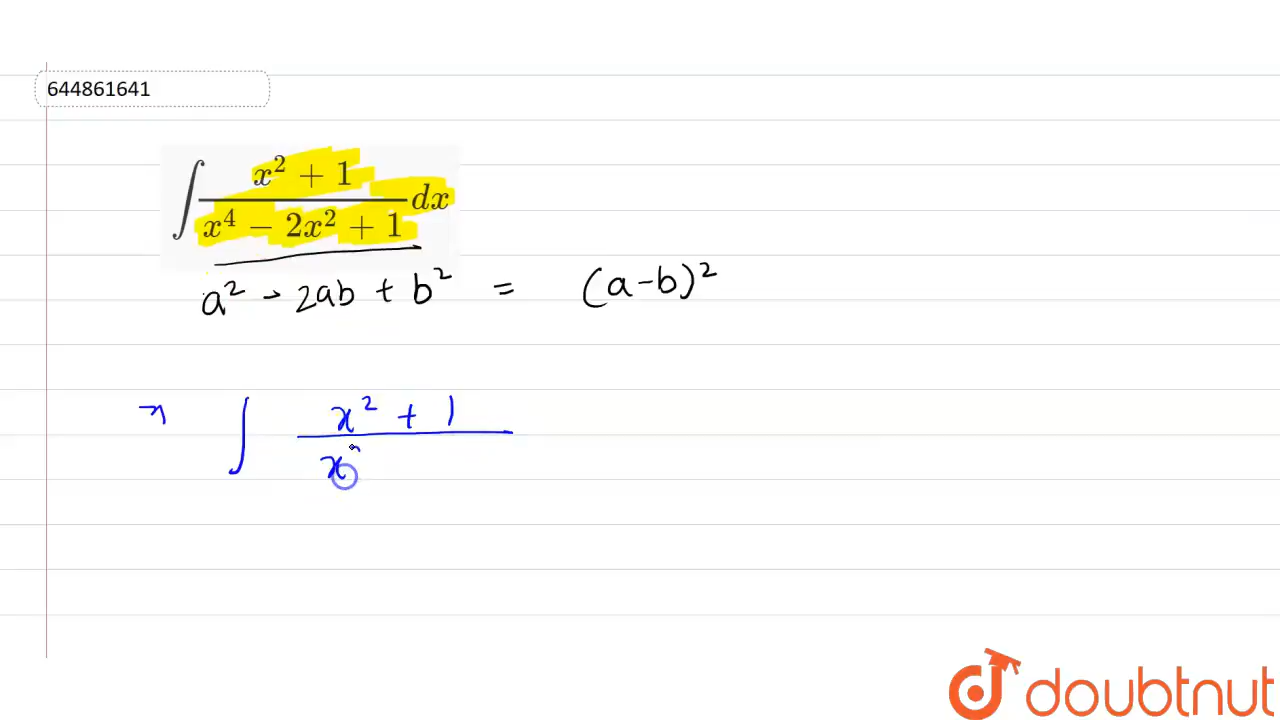 644861641
∫ x² + 1 / x⁴ − 2x² + 1 dx
a² - 2ab + b² = (a-b)²
∫ x² + 1
x
doubtnut